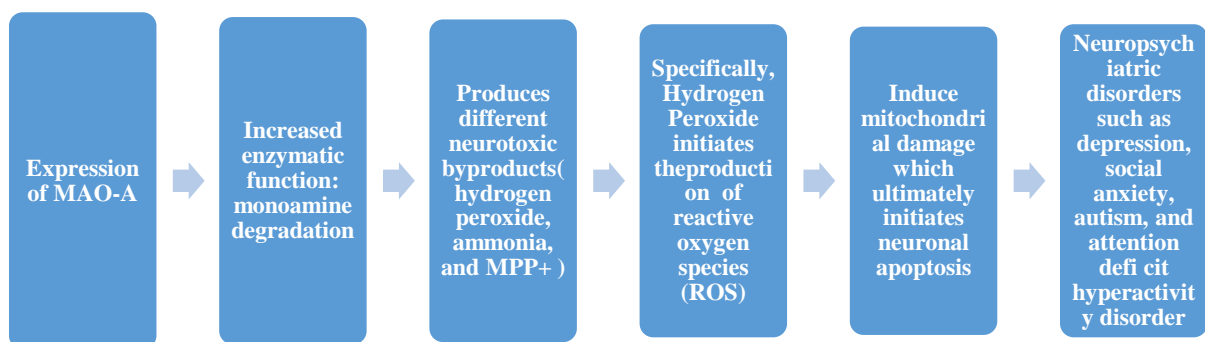 Expression
of MAO-A
Increased
enzymatic
function:
monoamine
degradation
Produces
different
neurotoxic
byproducts(
hydrogen
peroxide,
ammonia,
and MPP+ )
Specifically,
Hydrogen
Peroxide
initiates
theproducti
on of
reactive
oxygen
species
(ROS)
Induce
mitochondri
al damage
which
ultimately
initiates
neuronal
apoptosis
Neuropsych
iatric
disorders
such as
depression,
social
anxiety,
autism, and
attention
defi cit
hyperactivit
y disorder